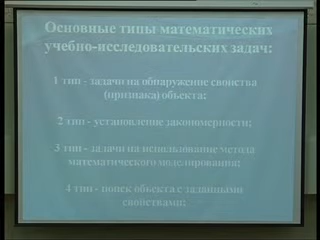 Основные типы математических
учебно-исследовательских задач:
1 тип - задачи на обнаружение свойства
(признака) объекта;
2 тип - установление закономерности;
3 тип - задачи на использование метода
математического моделирования;
4 тип - поиск объекта с заданными
свойствами;